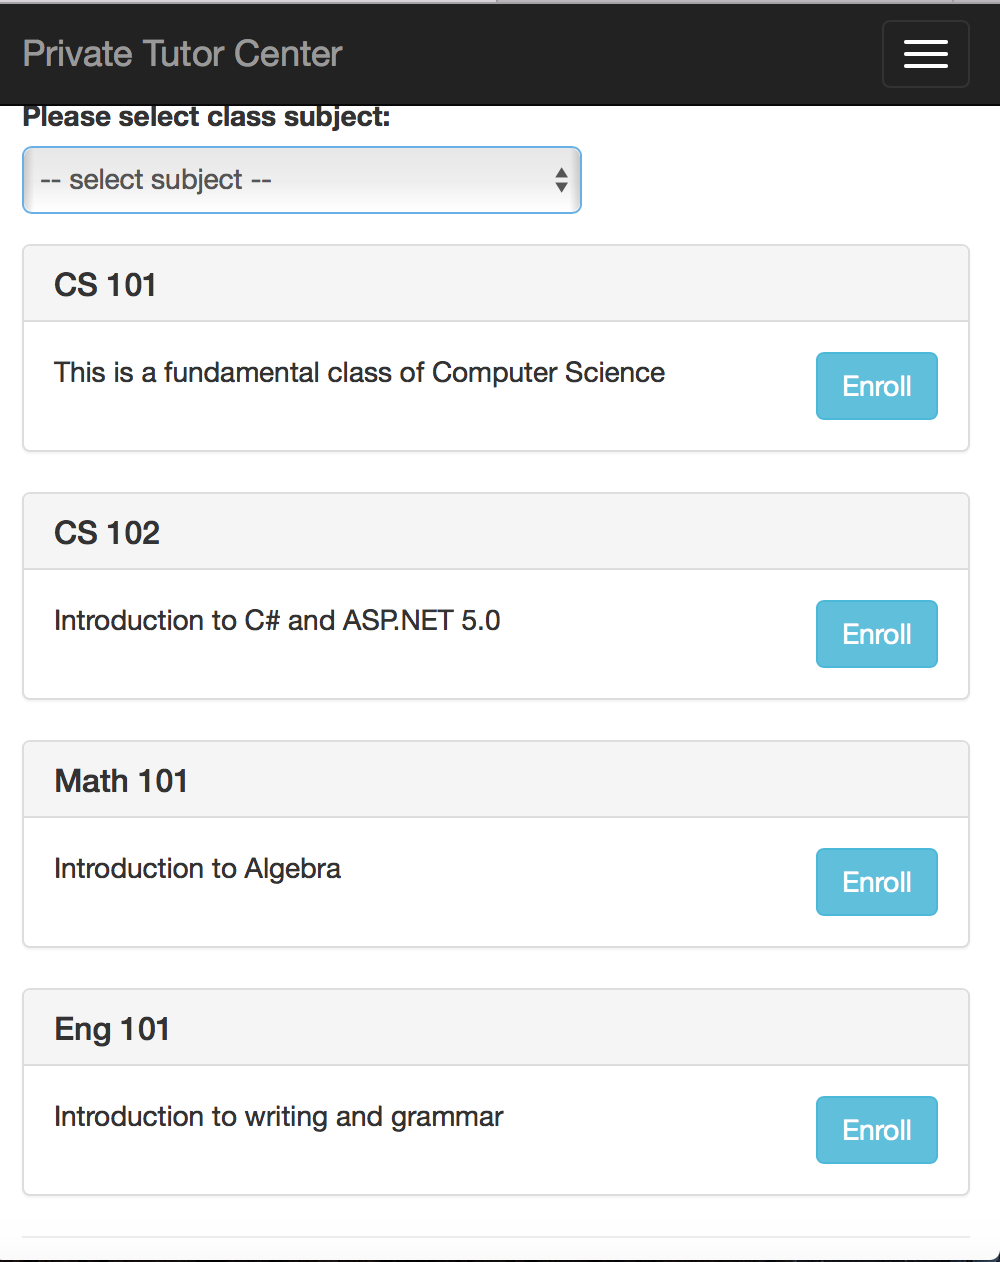 Private Tutor Center
Please select class subject:
-- select subject --
CS 101
This is a fundamental class of Computer Science
Enroll
CS 102
Introduction to C# and ASP.NET 5.0
Enroll
Math 101
Introduction to Algebra
Enroll
Eng 101
Introduction to writing and grammar
Enroll